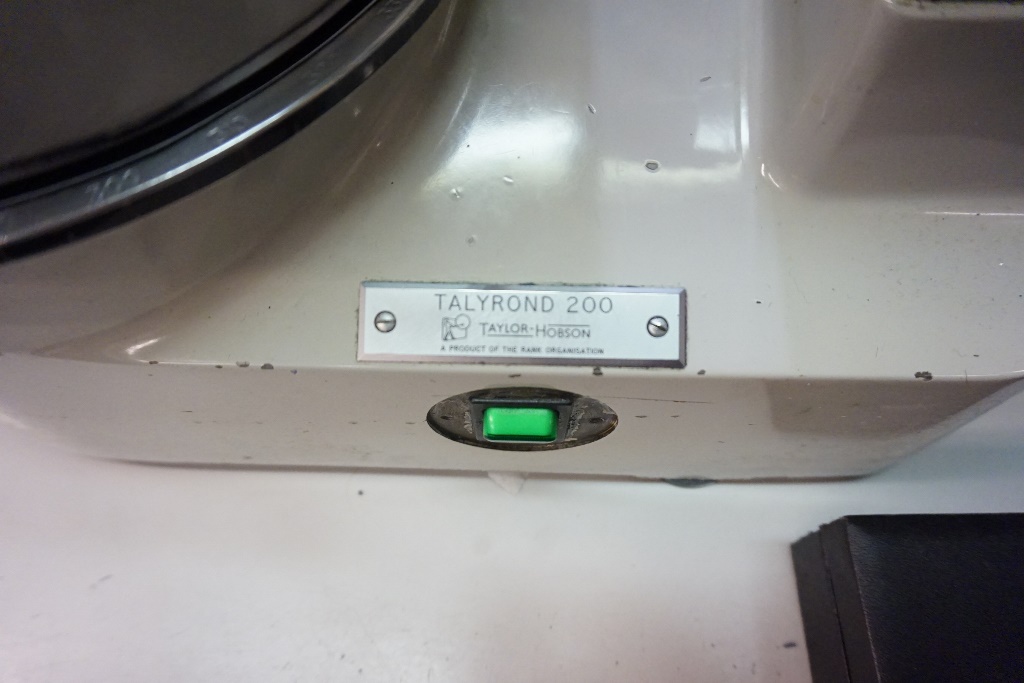 TALYROND 200
TAYLOR-HOBSON
A PRODUCT OF THE RANK ORGANISATION